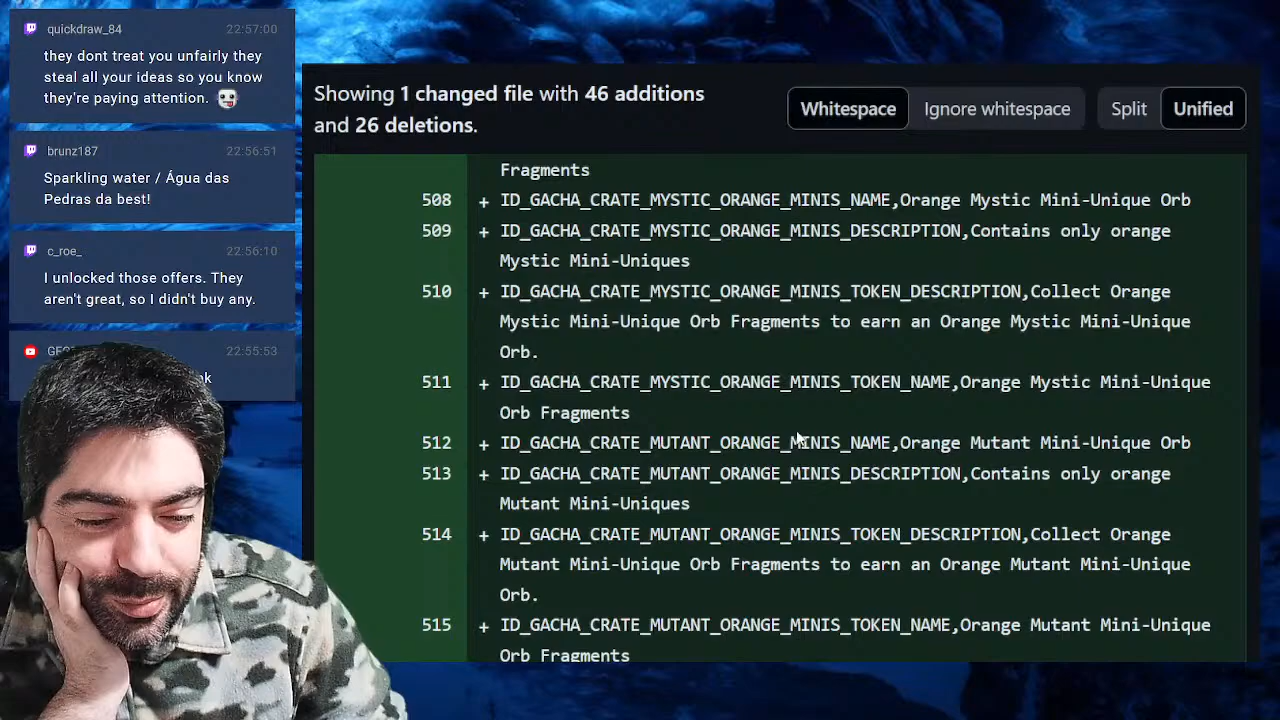 quickdraw_84
22:57:00
they dont treat you unfairly they
steal all your ideas so you know
they're paying attention.
brunz187
22:56:51
Sparkling water / Água das
Pedras da best!
c_roe_
22:56:10
I unlocked those offers. They
aren't great, so I didn't buy any.
22:55:53
Showing 1 changed file with 46 additions
and 26 deletions.
Whitespace
Ignore whitespace
Split
Unified
Fragments
508 + ID_GACHA_CRATE_MYSTIC_ORANGE_MINIS_NAME,Orange Mystic Mini-Unique Orb
509 + ID_GACHA_CRATE_MYSTIC_ORANGE_MINIS_DESCRIPTION,Contains only orange
Mystic Mini-Uniques
510 + ID_GACHA_CRATE_MYSTIC_ORANGE_MINIS_TOKEN_DESCRIPTION,Collect Orange
Mystic Mini-Unique Orb Fragments to earn an Orange Mystic Mini-Unique
Orb.
511 + ID_GACHA_CRATE_MYSTIC_ORANGE_MINIS_TOKEN_NAME,Orange Mystic Mini-Unique
Orb Fragments
512 + ID_GACHA_CRATE_MUTANT_ORANGE_MINIS_NAME,Orange Mutant Mini-Unique Orb
513 + ID_GACHA_CRATE_MUTANT_ORANGE_MINIS_DESCRIPTION,Contains only orange
Mutant Mini-Uniques
514 + ID_GACHA_CRATE_MUTANT_ORANGE_MINIS_TOKEN_DESCRIPTION,Collect Orange
Mutant Mini-Unique Orb Fragments to earn an Orange Mutant Mini-Unique
Orb.
515 + ID_GACHA_CRATE_MUTANT_ORANGE_MINIS_TOKEN_NAME,Orange Mutant Mini-Unique
Orb Fragments